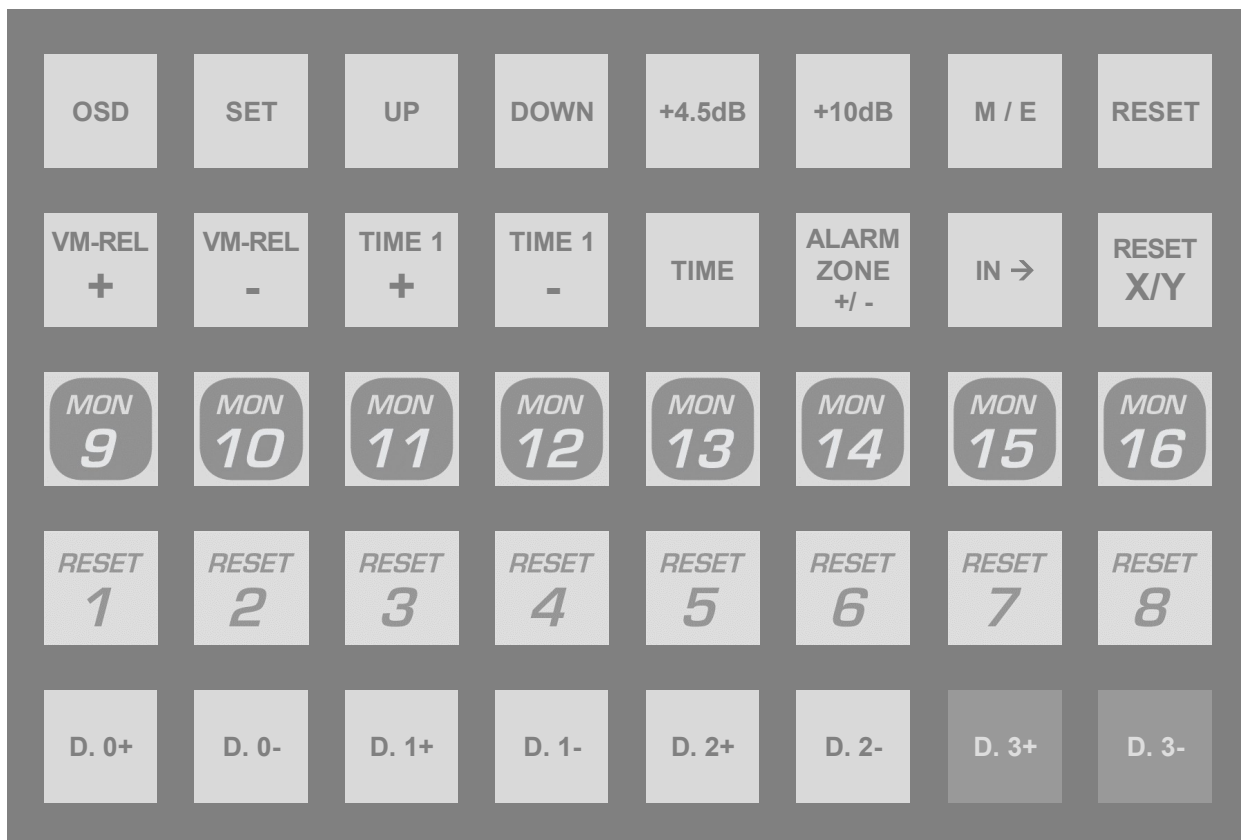 OSD SET UP DOWN +4.5dB +10dB M / E RESET
VM-REL + VM-REL - TIME 1 + TIME 1 - TIME ALARM ZONE +/ - IN → RESET X/Y
MON 9 MON 10 MON 11 MON 12 MON 13 MON 14 MON 15 MON 16
RESET 1 RESET 2 RESET 3 RESET 4 RESET 5 RESET 6 RESET 7 RESET 8
D. 0+ D. 0- D. 1+ D. 1- D. 2+ D. 2- D. 3+ D. 3-